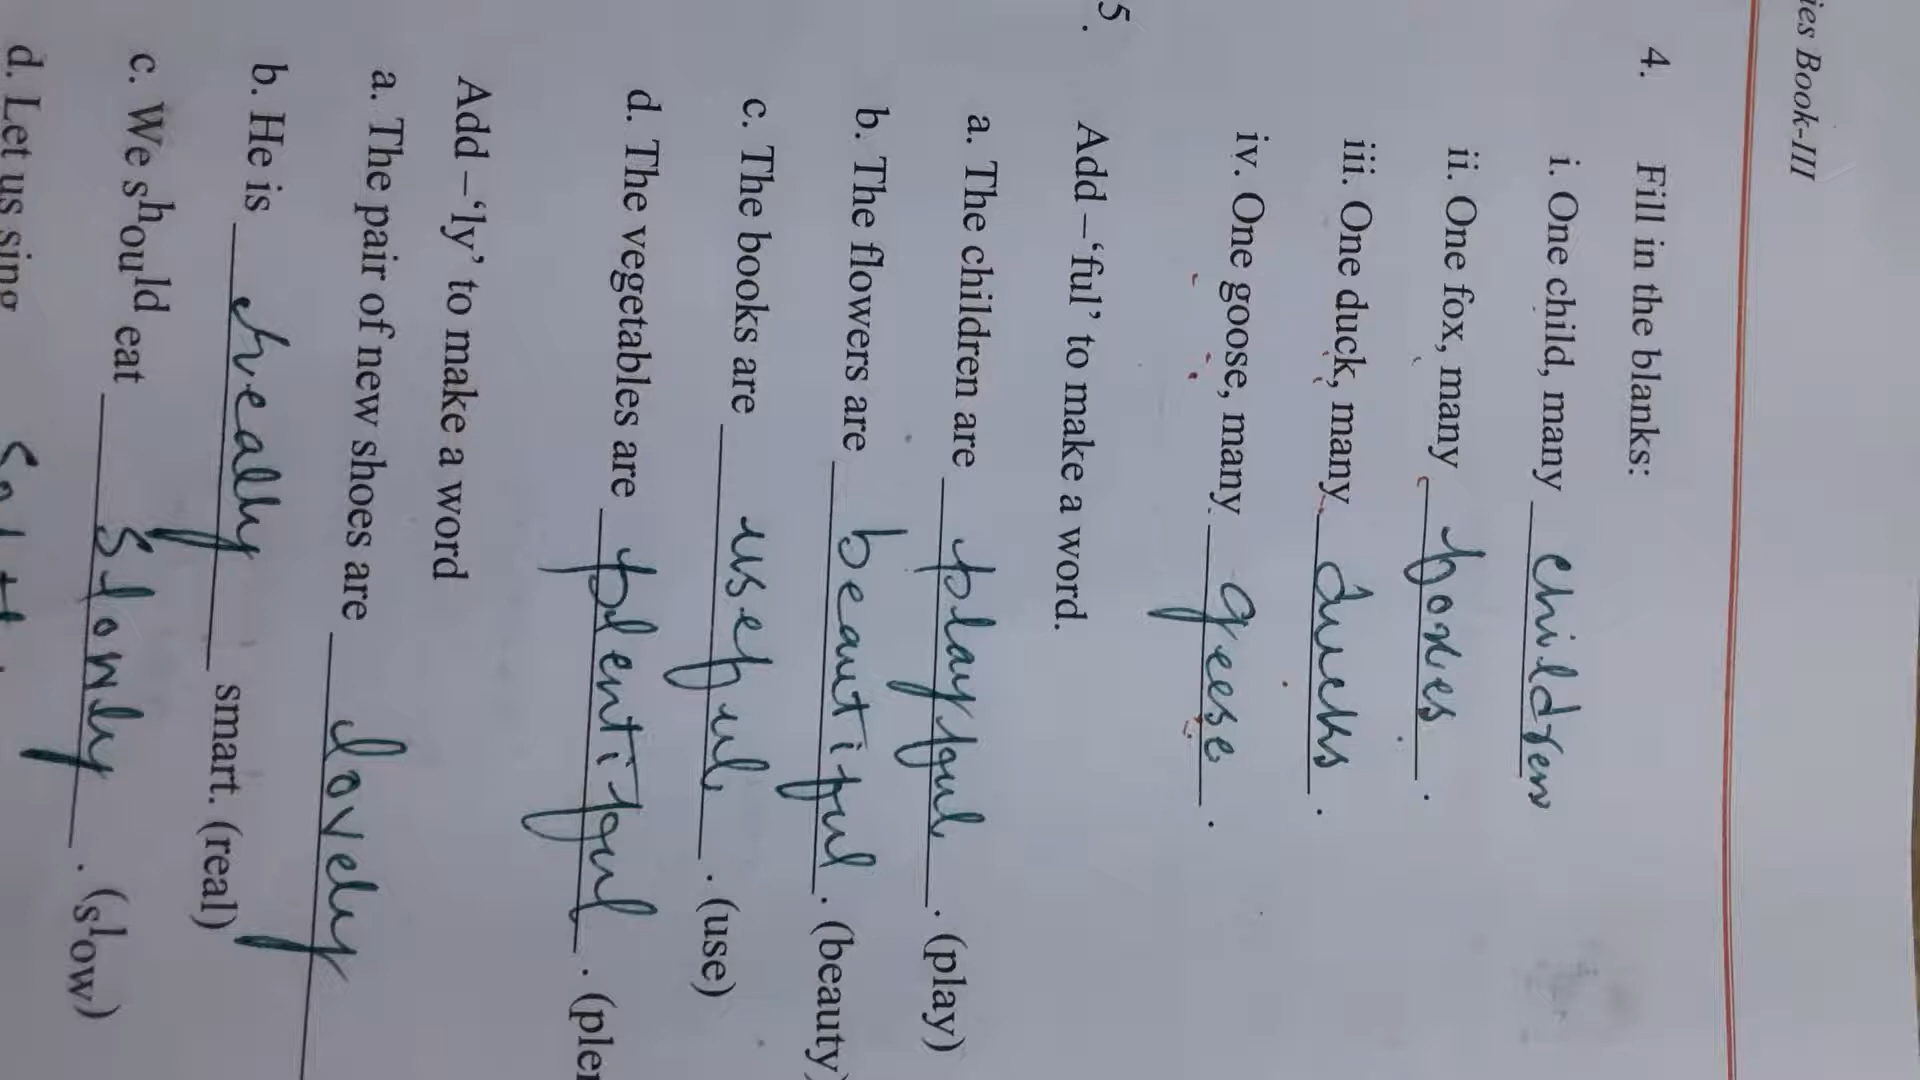 ies Book-III
4. Fill in the blanks:
i. One child, many children
ii. One fox, many foxes.
iii. One duck, many ducks.
iv. One goose, many geese.
5. Add – 'ful' to make a word.
a. The children are playful. (play)
b. The flowers are beautiful. (beauty)
c. The books are useful. (use)
d. The vegetables are plentiful. (plen
Add – 'ly' to make a word
a. The pair of new shoes are lovely
b. He is really smart. (real)
c. We should eat slowly. (slow)
d. Let us sing